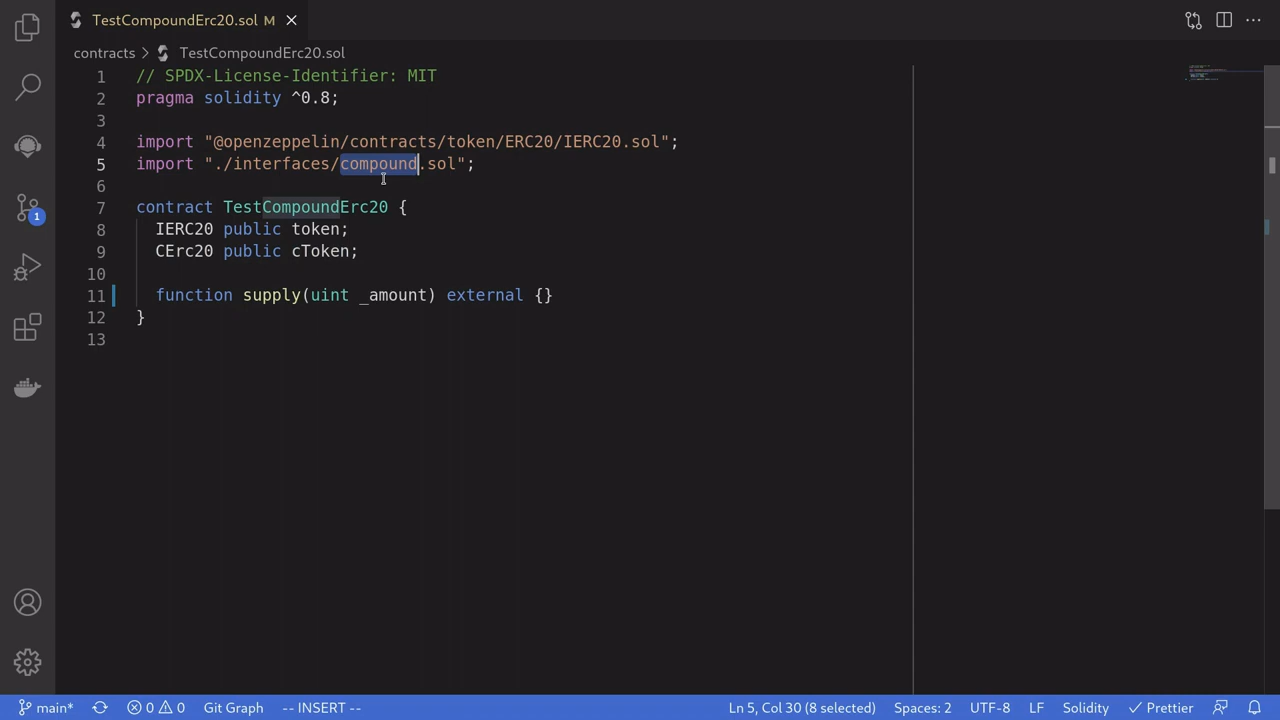 TestCompoundErc20.sol M
contracts > TestCompoundErc20.sol
1 // SPDX-License-Identifier: MIT
2 pragma solidity ^0.8;
3
4 import "@openzeppelin/contracts/token/ERC20/IERC20.sol";
5 import "./interfaces/compound.sol";
6
7 contract TestCompoundErc20 {
8 IERC20 public token;
9 CErc20 public cToken;
10
1
11 function supply(uint _amount) external {}
12 }
13
main* 0 0 Git Graph -- INSERT -- Ln 5, Col 30 (8 selected) Spaces: 2 UTF-8 LF Solidity Prettier